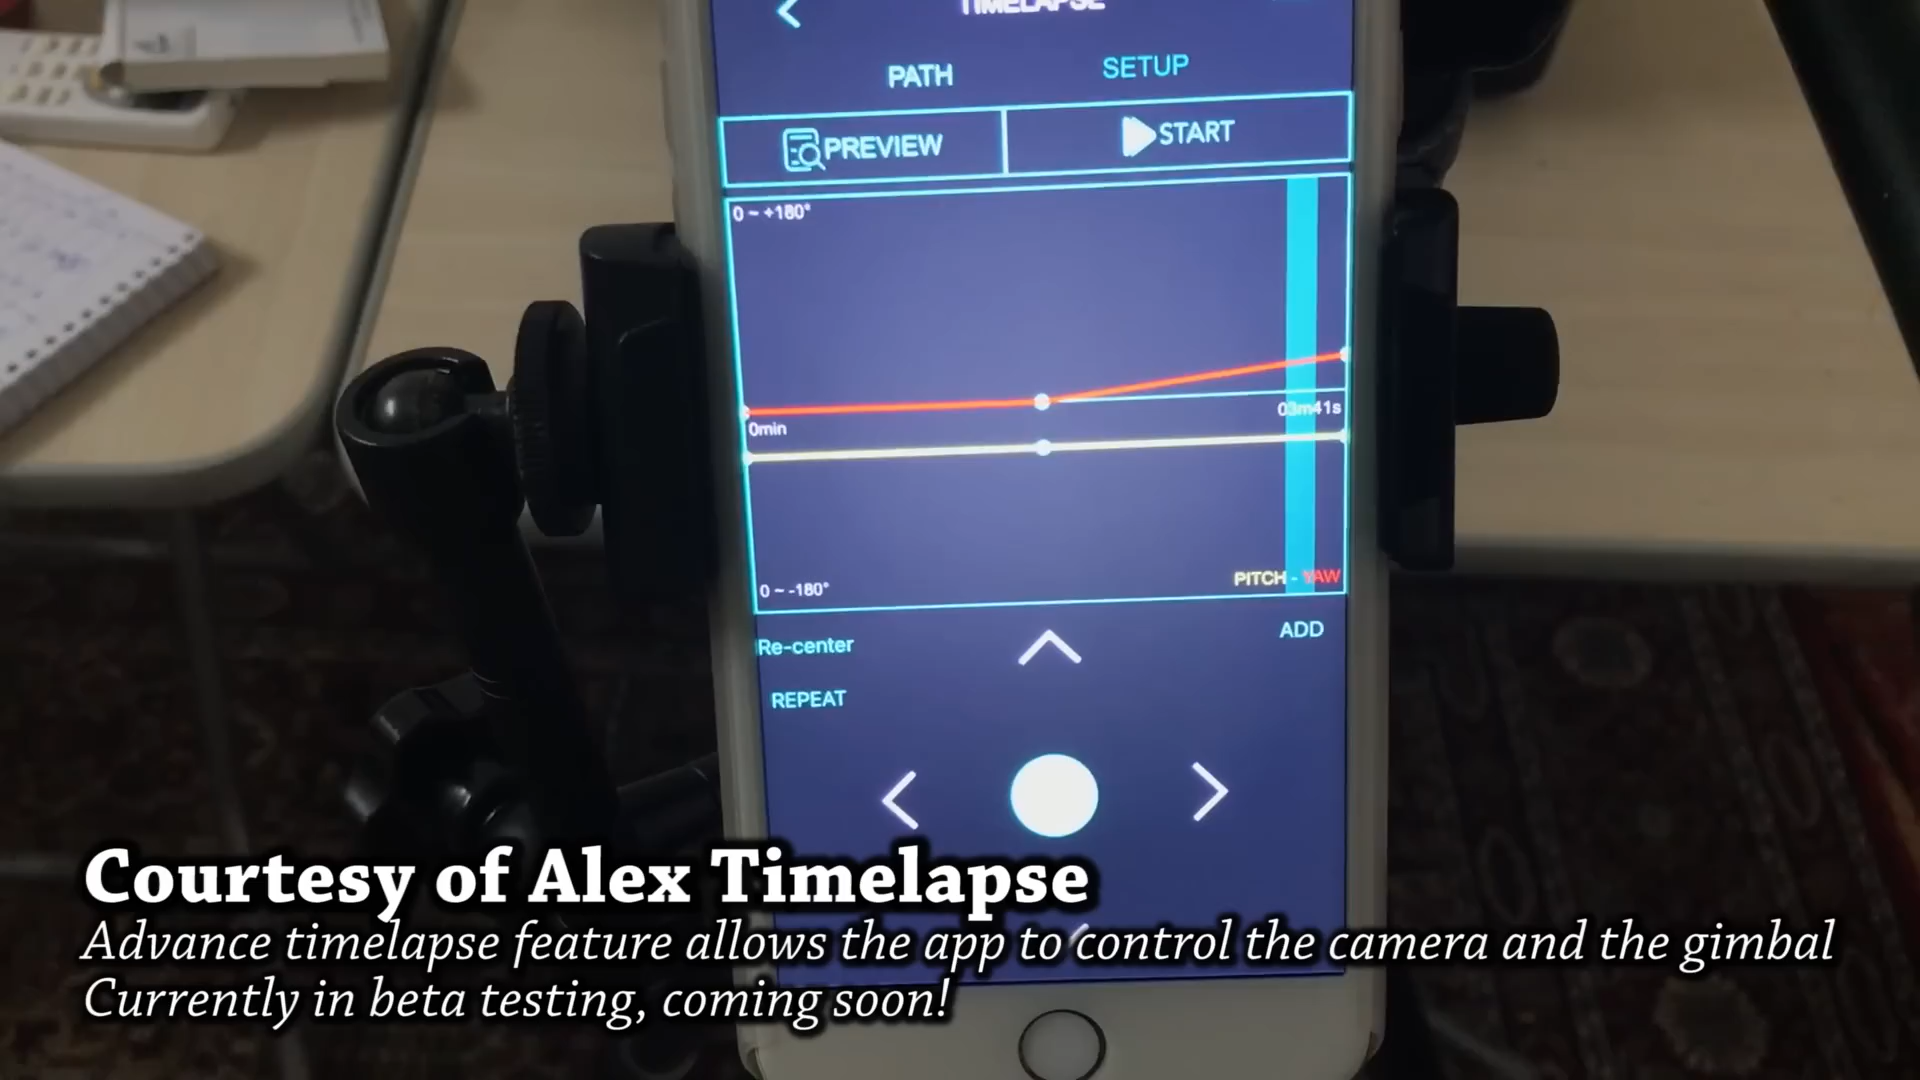 TIMELAPSE
PATH
SETUP
PREVIEW
START
0 ~ +180°
0min
03m41s
0 ~ -180°
PITCH - YAW
Re-center
ADD
REPEAT
Courtesy of Alex Timelapse
Advance timelapse feature allows the app to control the camera and the gimbal
Currently in beta testing, coming soon!